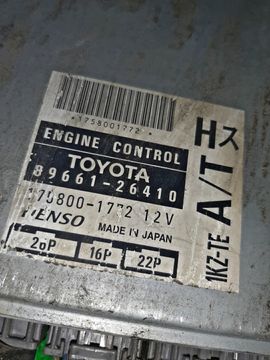 *1758001772*
ENGINE CONTROL
TOYOTA
89661-26410
175800-1772 12V
DENSO MADE IN JAPAN
26P 16P 22P
Hス
A/T
1KZ-TE